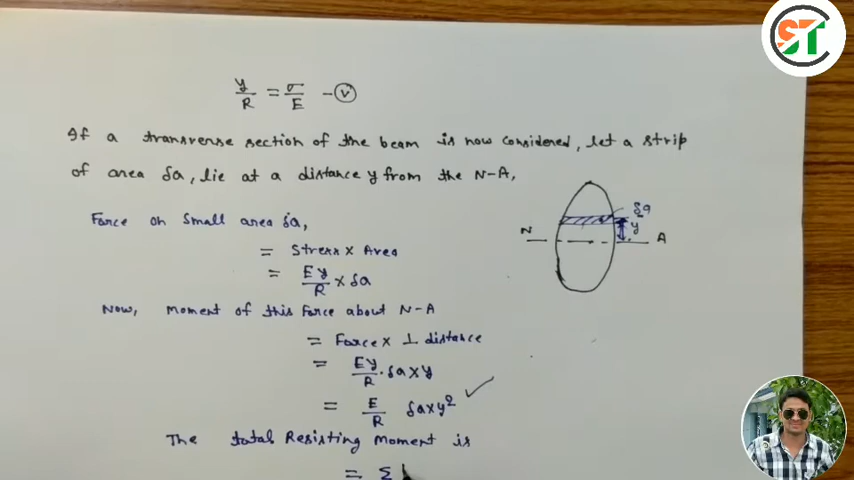 ST
y/R = σ/E - (v)
If a transverse section of the beam is now considered, let a strip
of area δa, lie at a distance y from the N-A,
δa
y
N
A
Force on small area δa,
= Stress x Area
= Ey/R x δa
Now, moment of this force about N-A
= Force x ⊥ distance
= Ey/R . δa x y
= E/R δa x y²
The total Resisting Moment is
= Σ